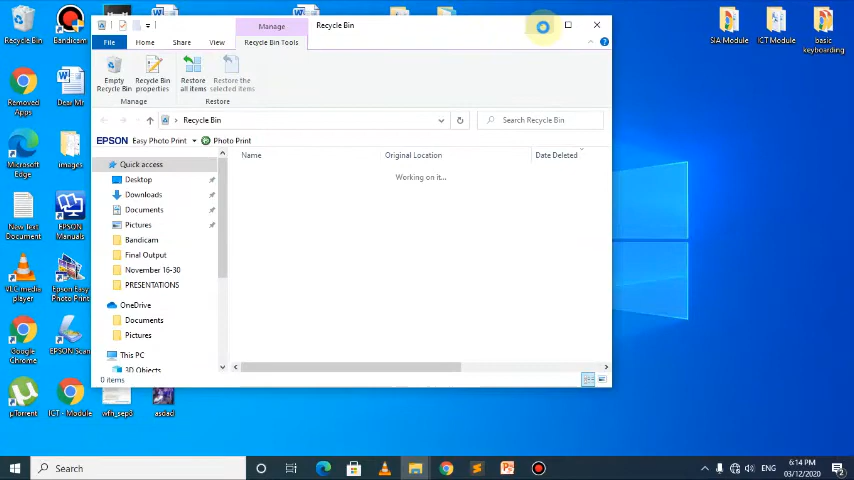 Manage
Recycle Bin
File
Home
Share
View
Recycle Bin Tools
Empty
Recycle Bin
Recycle Bin
properties
Restore
all items
Restore the
selected items
Manage
Restore
Recycle Bin
Search Recycle Bin
EPSON
Easy Photo Print
Photo Print
Name
Original Location
Date Deleted
Working on it...
Quick access
Desktop
Downloads
Documents
Pictures
Bandicam
Final Output
November 16-30
PRESENTATIONS
OneDrive
Documents
Pictures
This PC
3D Objects
0 items
Recycle Bin
Bandicam
Removed
Apps
Dear Mr
Microsoft
Edge
images
New Text
Document
EPSON
Manuals
VLC media
player
Epson Easy
Photo Print
Google
Chrome
EPSON Scan
µTorrent
ICT - Module
wfn_sep3
asdad
SIA Module
ICT Module
basic
keyboarding
Search
ENG
6:14 PM
03/12/2020
2